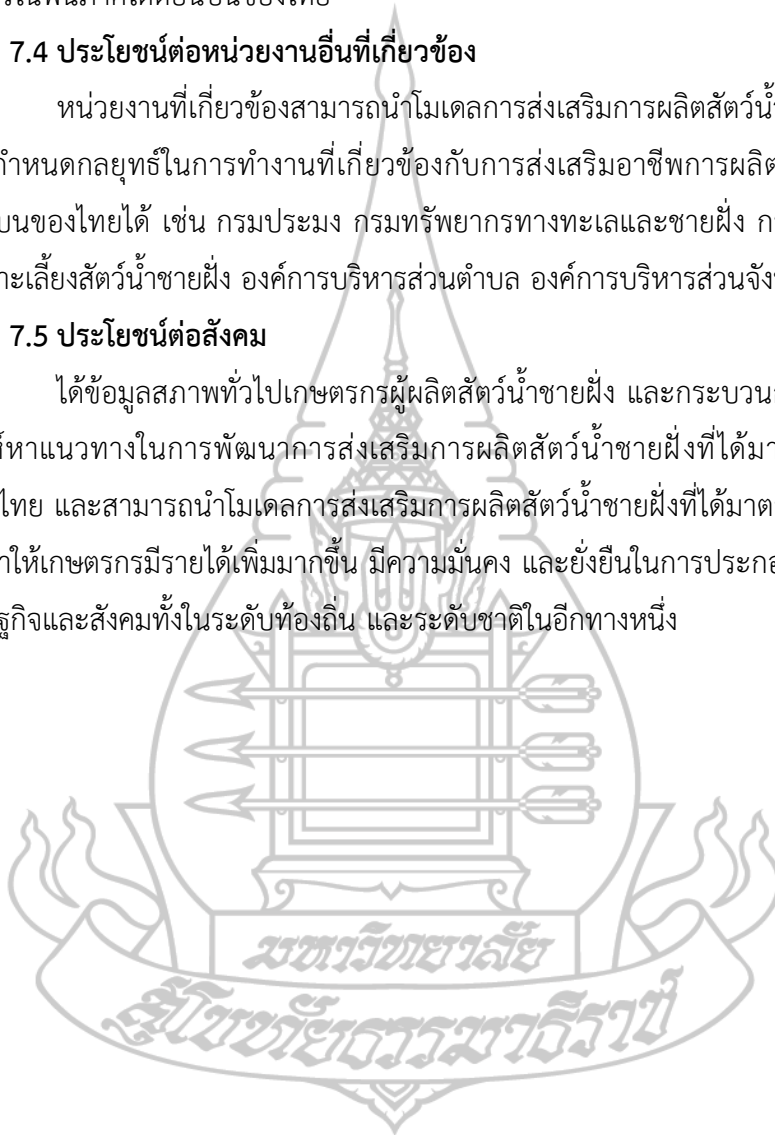 7.4 ประโยชน์ต่อหน่วยงานอื่นที่เกี่ยวข้อง
หน่วยงานที่เกี่ยวข้องสามารถนำโมเดลการส่งเสริมการผลิตสัตว์น้ำ
กำหนดกลยุทธ์ในการทำงานที่เกี่ยวข้องกับการส่งเสริมอาชีพการผลิต
บนของไทยได้ เช่น กรมประมง กรมทรัพยากรทางทะเลและชายฝั่ง
าะเลี้ยงสัตว์น้ำชายฝั่ง องค์การบริหารส่วนตำบล องค์การบริหารส่วนจัง
7.5 ประโยชน์ต่อสังคม
ได้ข้อมูลสภาพทั่วไปเกษตรกรผู้ผลิตสัตว์น้ำชายฝั่ง และกระบวน
ห์หาแนวทางในการพัฒนาการส่งเสริมการผลิตสัตว์น้ำชายฝั่งที่ได้มา
ไทย และสามารถนำโมเดลการส่งเสริมการผลิตสัตว์น้ำชายฝั่งที่ได้มาต
าให้เกษตรกรมีรายได้เพิ่มมากขึ้น มีความมั่นคง และยั่งยืนในการประกอ
ฐกิจและสังคมทั้งในระดับท้องถิ่น และระดับชาติในอีกทางหนึ่ง
มหาวิทยาลัย
สุโขทัยธรรมาธิราช